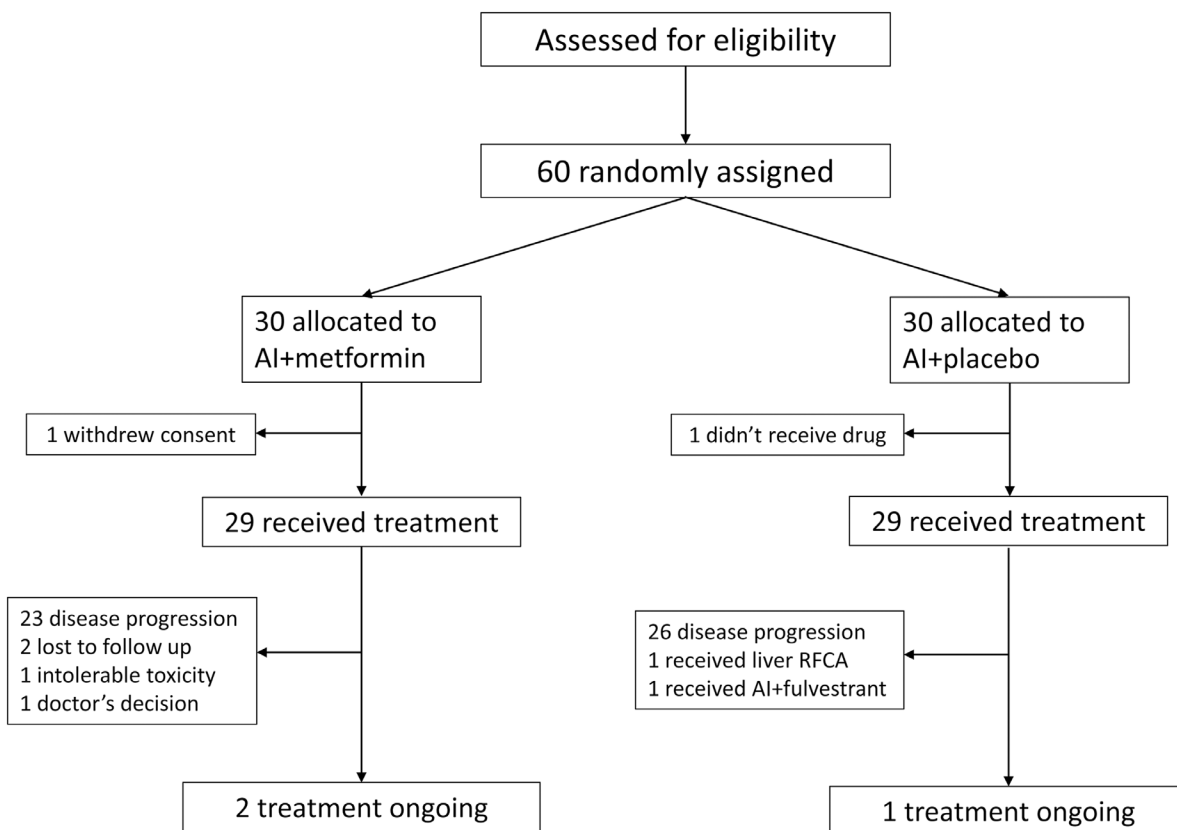 Assessed for eligibility
60 randomly assigned
30 allocated to
AI+metformin
30 allocated to
AI+placebo
1 withdrew consent
1 didn’t receive drug
29 received treatment
29 received treatment
23 disease progression
2 lost to follow up
1 intolerable toxicity
1 doctor’s decision
26 disease progression
1 received liver RFCA
1 received AI+fulvestrant
2 treatment ongoing
1 treatment ongoing